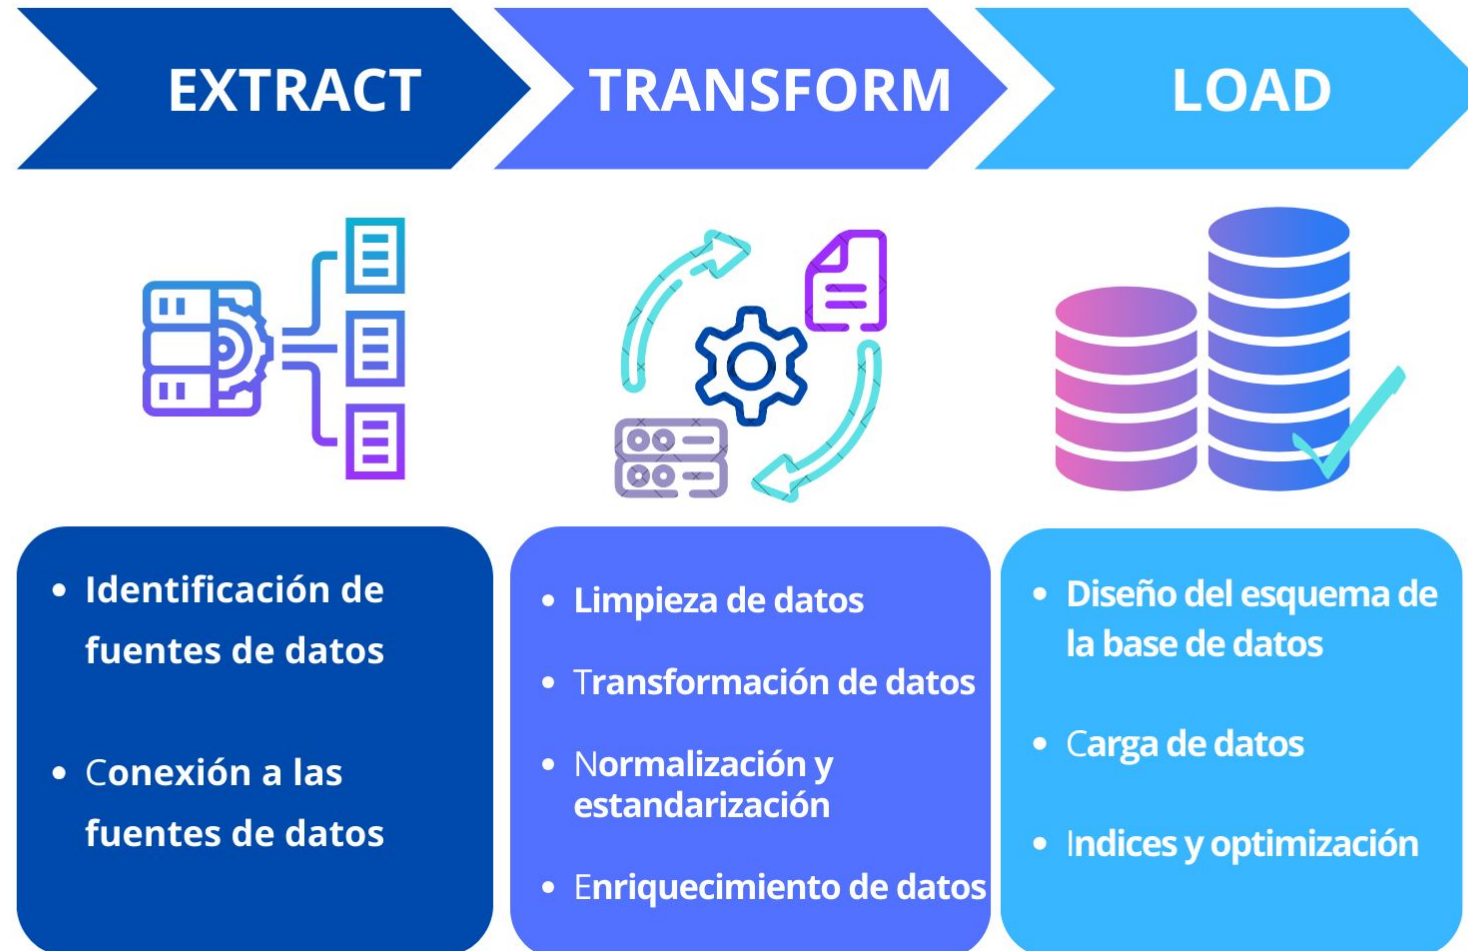 EXTRACT
TRANSFORM
LOAD
• Identificación de
fuentes de datos
• Conexión a las
fuentes de datos
• Limpieza de datos
• Transformación de datos
• Normalización y
estandarización
• Enriquecimiento de datos
• Diseño del esquema de
la base de datos
• Carga de datos
• Indices y optimización